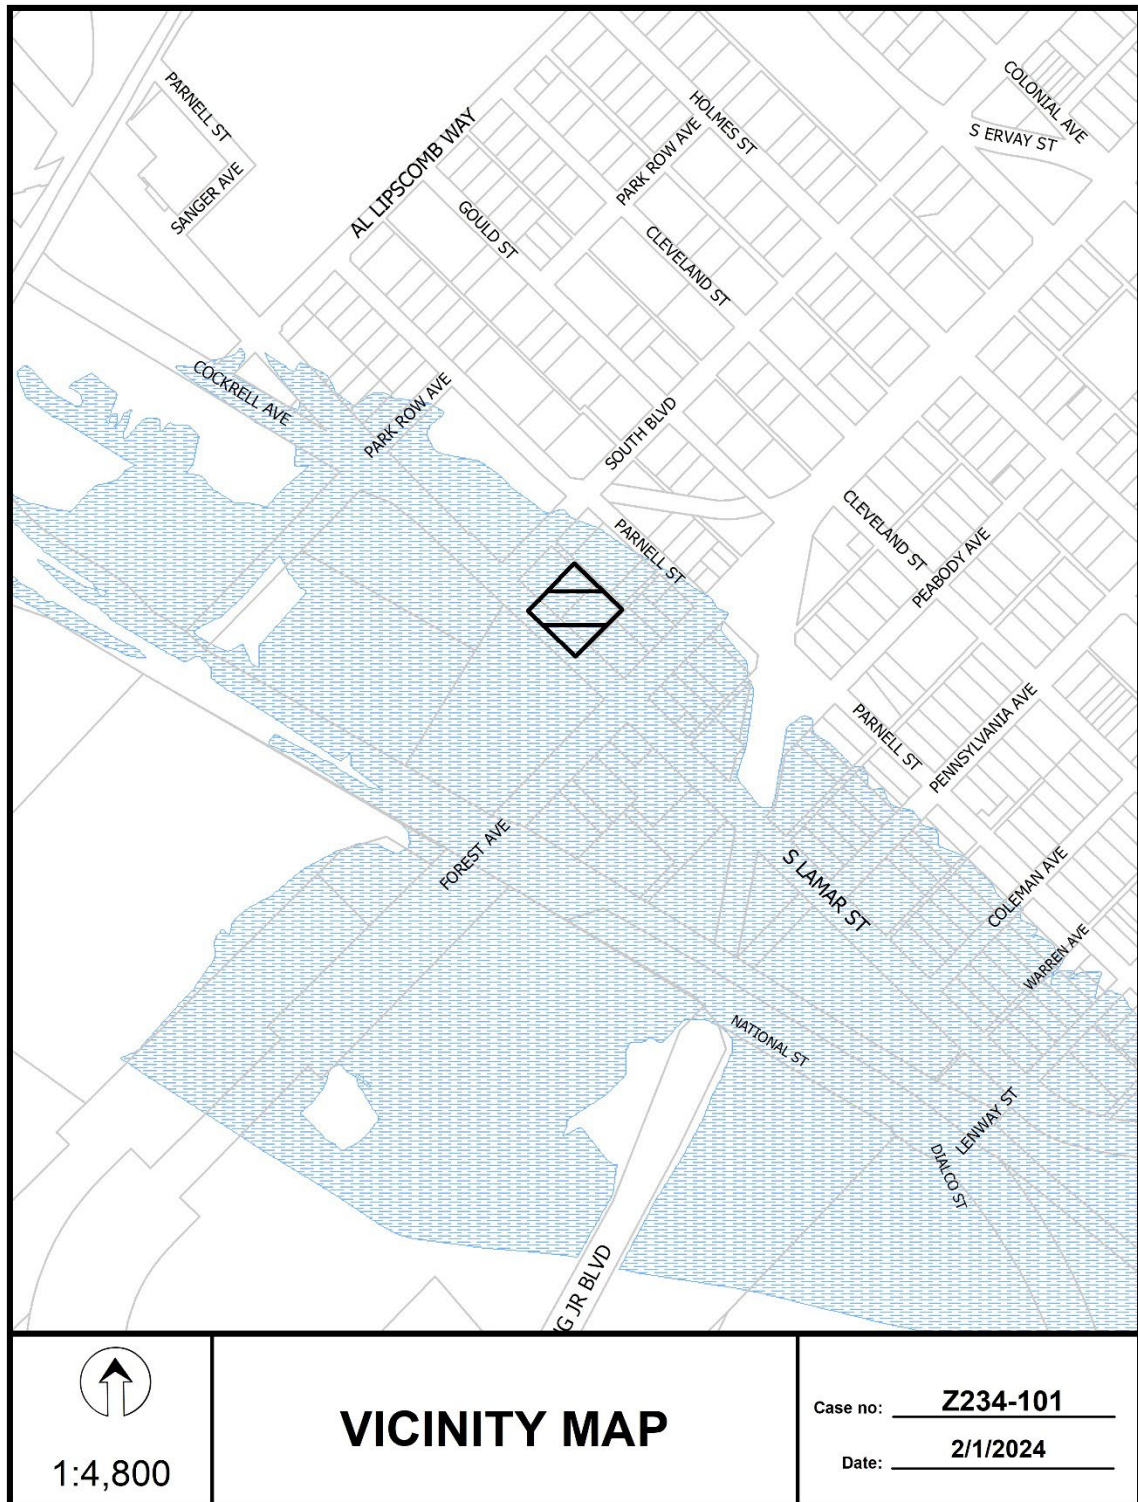 PARNELL ST
SANGER AVE
AL LIPSCOMB WAY
GOULD ST
HOLMES ST
PARK ROW AVE
CLEVELAND ST
COLONIAL AVE
S ERVAY ST
COCKRELL AVE
PARK ROW AVE
SOUTH BLVD
PARNELL ST
CLEVELAND ST
PEABODY AVE
PARNELL ST
PENNSYLVANIA AVE
FOREST AVE
S LAMAR ST
COLEMAN AVE
WARREN AVE
NATIONAL ST
LENWAY ST
DIALCO ST
G JR BLVD
1:4,800
VICINITY MAP
Case no: Z234-101
Date: 2/1/2024